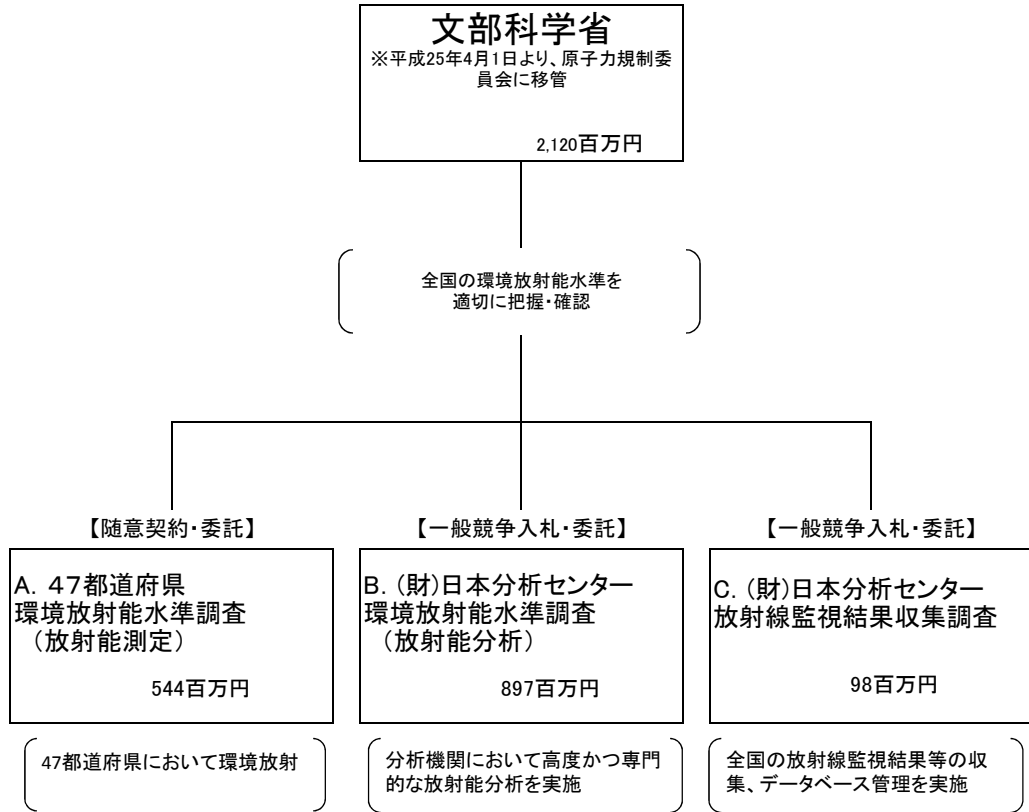 文部科学省
※平成25年4月1日より、原子力規制委
員会に移管
2,120百万円
全国の環境放射能水準を
適切に把握・確認
【随意契約・委託】
【一般競争入札・委託】
【一般競争入札・委託】
A. 47都道府県
環境放射能水準調査
（放射能測定）
544百万円
B. (財)日本分析センター
環境放射能水準調査
（放射能分析）
897百万円
C. (財)日本分析センター
放射線監視結果収集調査
98百万円
47都道府県において環境放射
分析機関において高度かつ専門
的な放射能分析を実施
全国の放射線監視結果等の収
集、データベース管理を実施